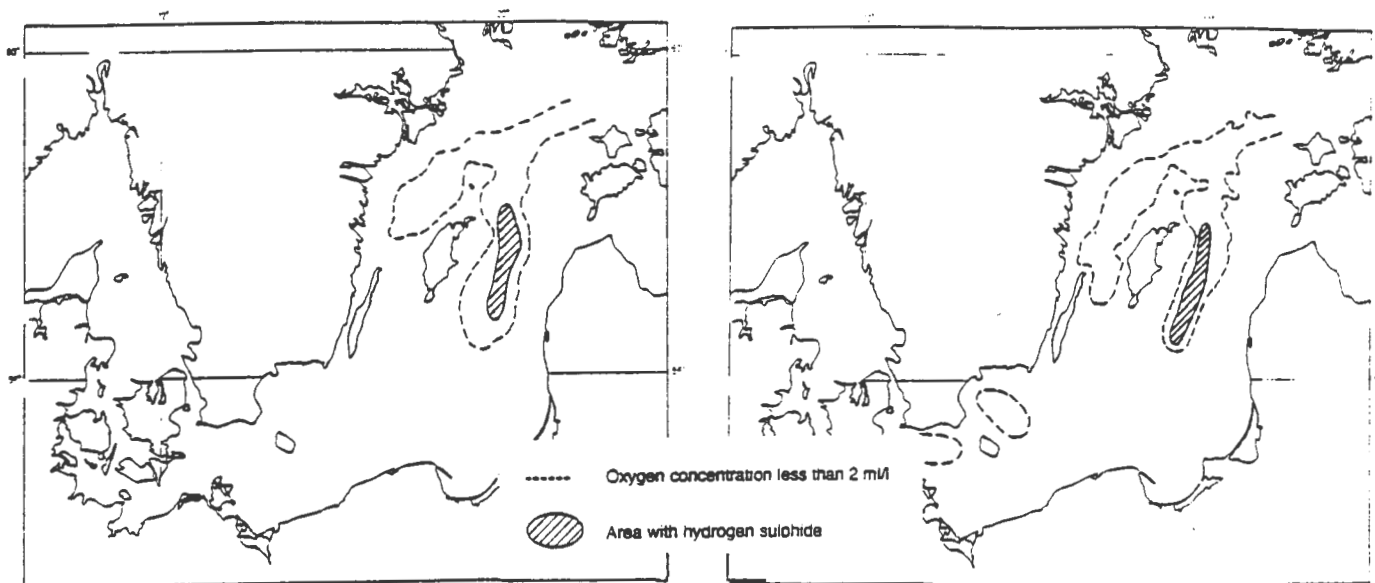 Oxygen concentration less than 2 ml/l
Area with hydrogen sulphide